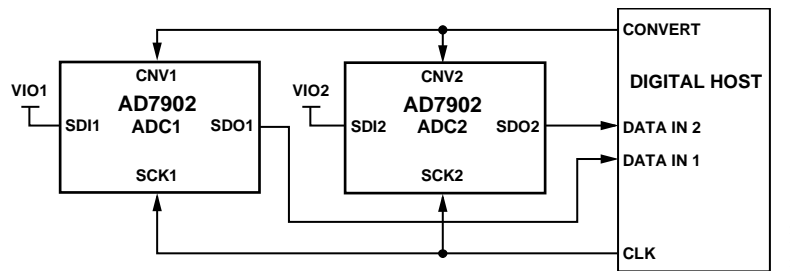 CONVERT
CNV1
CNV2
DIGITAL HOST
VIO1
VIO2
AD7902
AD7902
SDI1
ADC1
SDO1
SDI2
ADC2
SDO2
DATA IN 2
DATA IN 1
SCK1
SCK2
CLK